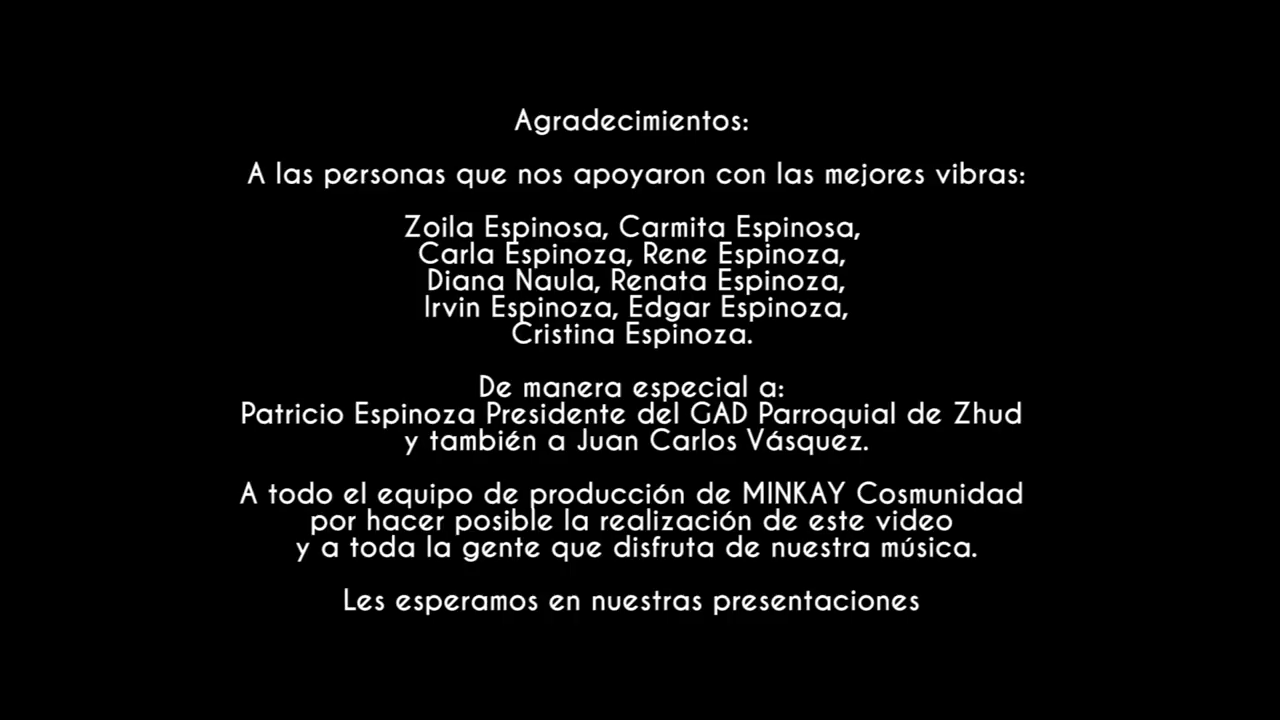 Agradecimientos:
A las personas que nos apoyaron con las mejores vibras:
Zoila Espinosa, Carmita Espinosa,
Carla Espinoza, Rene Espinoza,
Diana Naula, Renata Espinoza,
Irvin Espinoza, Edgar Espinoza,
Cristina Espinoza.
De manera especial a:
Patricio Espinoza Presidente del GAD Parroquial de Zhud
y también a Juan Carlos Vásquez.
A todo el equipo de producción de MINKAY Cosmunidad
por hacer posible la realización de este video
y a toda la gente que disfruta de nuestra música.
Les esperamos en nuestras presentaciones